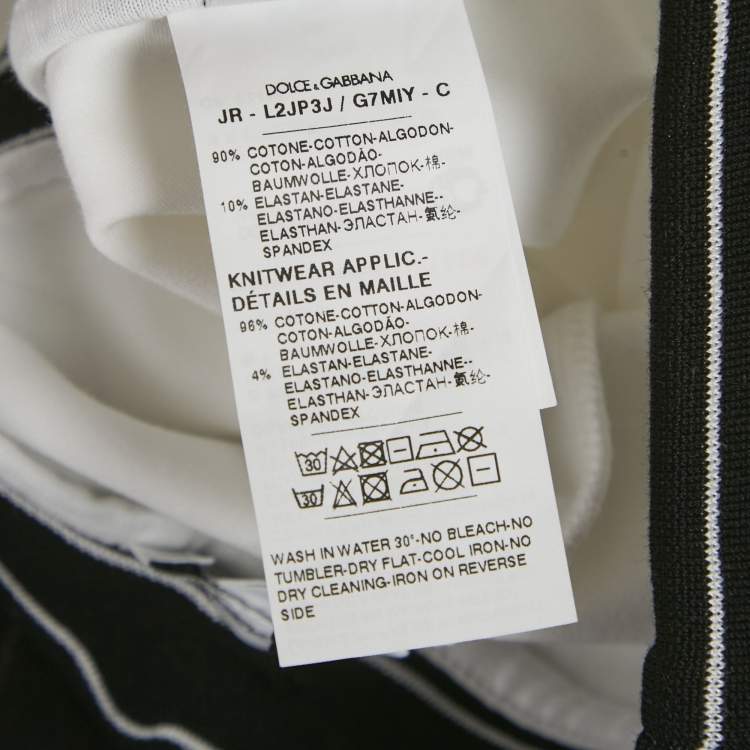 DOLCE & GABBANA
JR - L2JP3J / G7MIY - C
90% COTONE-COTTON-ALGODON-
COTON-ALGODÃO-
BAUMWOLLE-ХЛОПОК-棉-
10% ELASTAN-ELASTANE-
ELASTANO-ELASTHANNE-
ELASTHAN-ЭЛАСТАН-氨纶-
SPANDEX
KNITWEAR APPLIC.-
DÉTAILS EN MAILLE
96% COTONE-COTTON-ALGODON-
COTON-ALGODÃO-
BAUMWOLLE-ХЛОПОК-棉-
4% ELASTAN-ELASTANE-
ELASTANO-ELASTHANNE-
ELASTHAN-ЭЛАСТАН-氨纶-
SPANDEX
30
30
WASH IN WATER 30°-NO BLEACH-NO
TUMBLER-DRY FLAT-COOL IRON-NO
DRY CLEANING-IRON ON REVERSE
SIDE